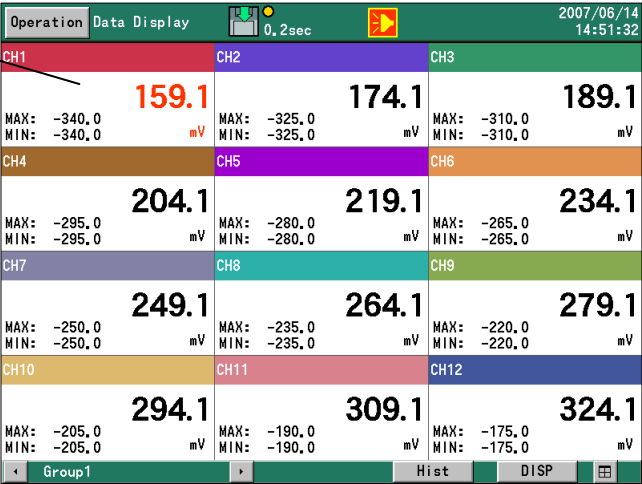 Operation Data Display 0.2sec 2007/06/14
14:51:32
CH1 CH2 CH3
159.1 174.1 189.1
MAX: -340.0 MAX: -325.0 MAX: -310.0
MIN: -340.0 mV MIN: -325.0 mV MIN: -310.0 mV
CH4 CH5 CH6
204.1 219.1 234.1
MAX: -295.0 MAX: -280.0 MAX: -265.0
MIN: -295.0 mV MIN: -280.0 mV MIN: -265.0 mV
CH7 CH8 CH9
249.1 264.1 279.1
MAX: -250.0 MAX: -235.0 MAX: -220.0
MIN: -250.0 mV MIN: -235.0 mV MIN: -220.0 mV
CH10 CH11 CH12
294.1 309.1 324.1
MAX: -205.0 MAX: -190.0 MAX: -175.0
MIN: -205.0 mV MIN: -190.0 mV MIN: -175.0 mV
Group1 Hist DISP